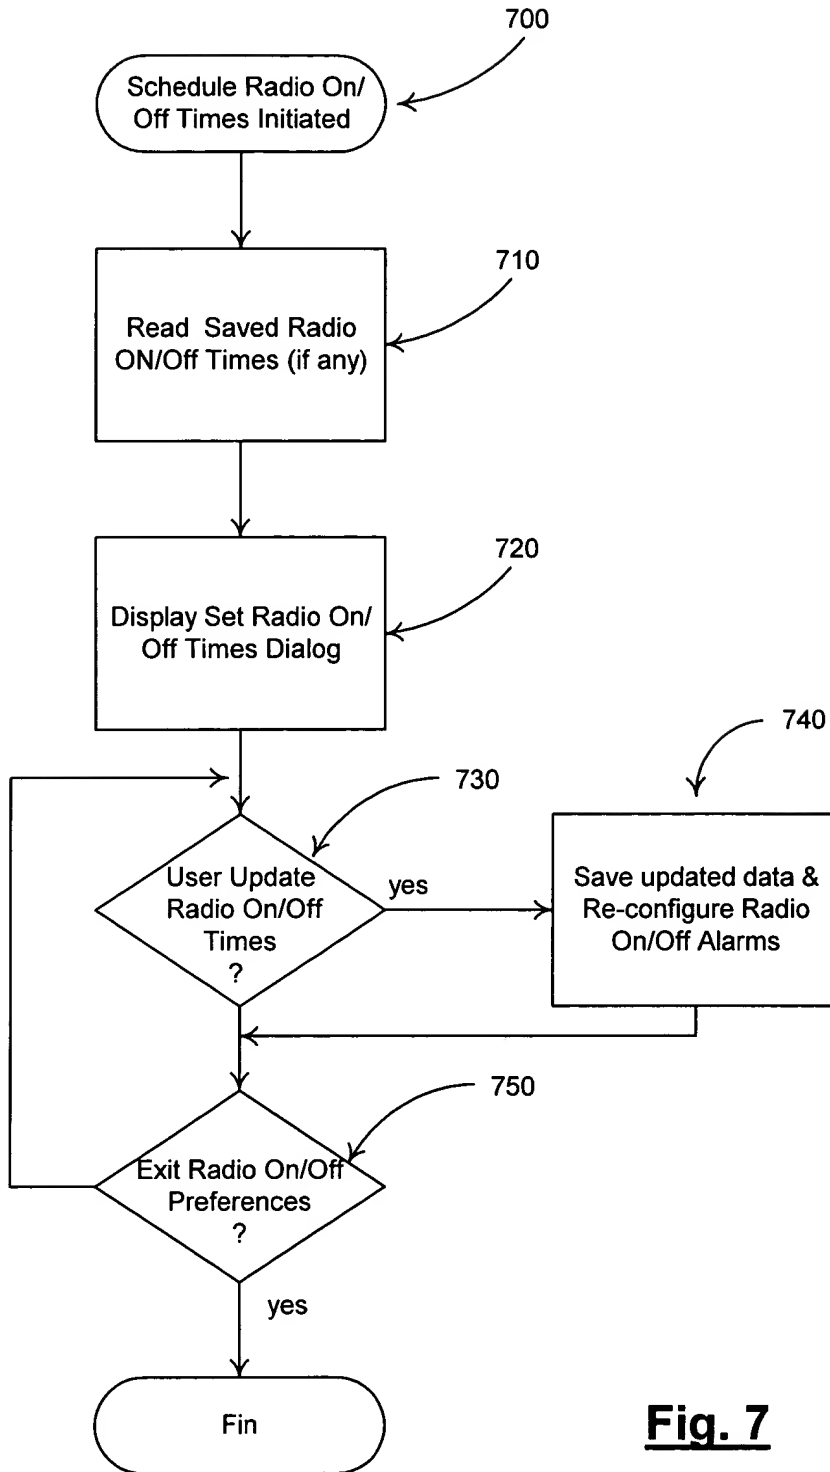 700
Schedule Radio On/
Off Times Initiated
710
Read Saved Radio
ON/Off Times (if any)
720
Display Set Radio On/
Off Times Dialog
740
730
User Update
Radio On/Off
Times
?
yes
Save updated data &
Re-configure Radio
On/Off Alarms
750
Exit Radio On/Off
Preferences
?
yes
Fin
Fig. 7